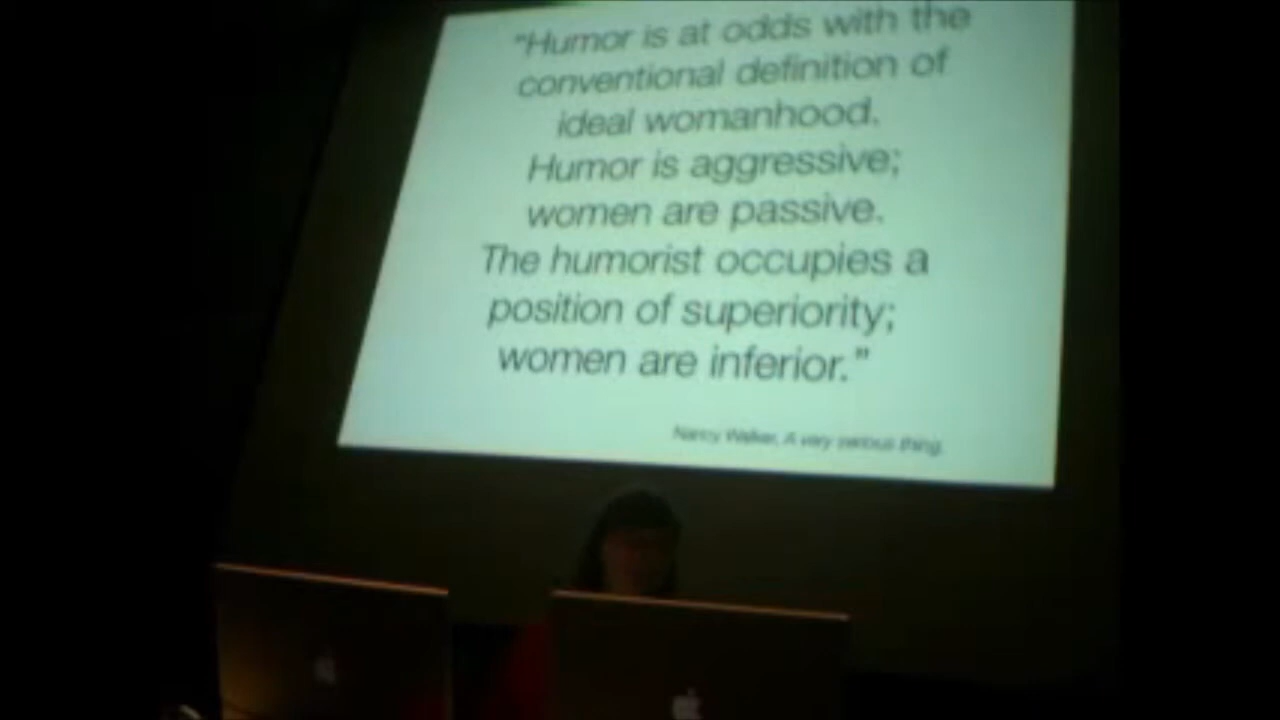 "Humor is at odds with the
conventional definition of
ideal womanhood.
Humor is aggressive;
women are passive.
The humorist occupies a
position of superiority;
women are inferior."
Nancy Walker, A very serious thing.